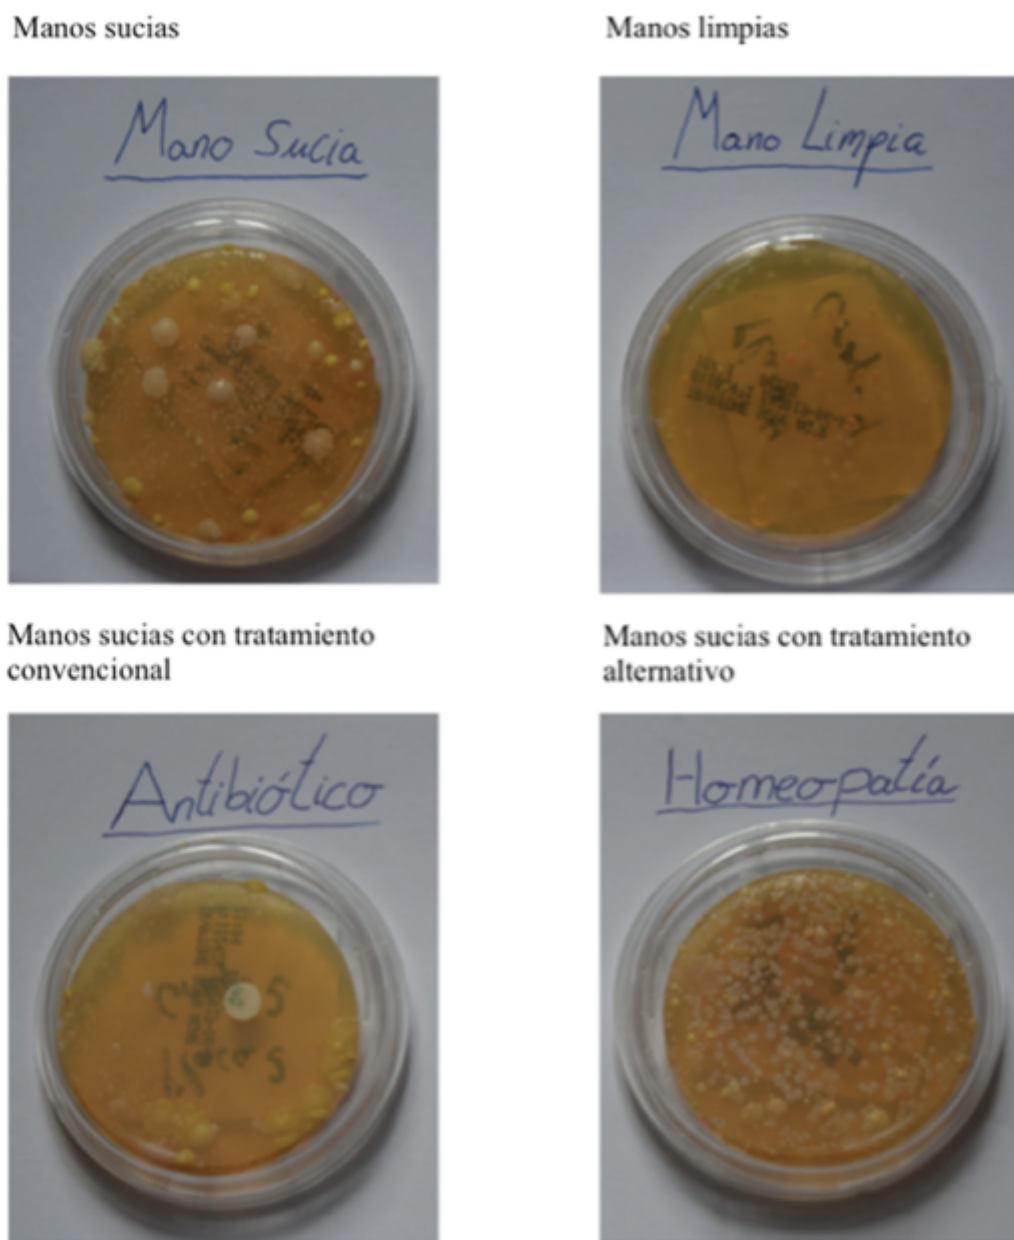 Manos sucias
Manos limpias
Mano Sucia
Mano Limpia
Manos sucias con tratamiento
convencional
Manos sucias con tratamiento
alternativo
Antibiótico
Homeopatía